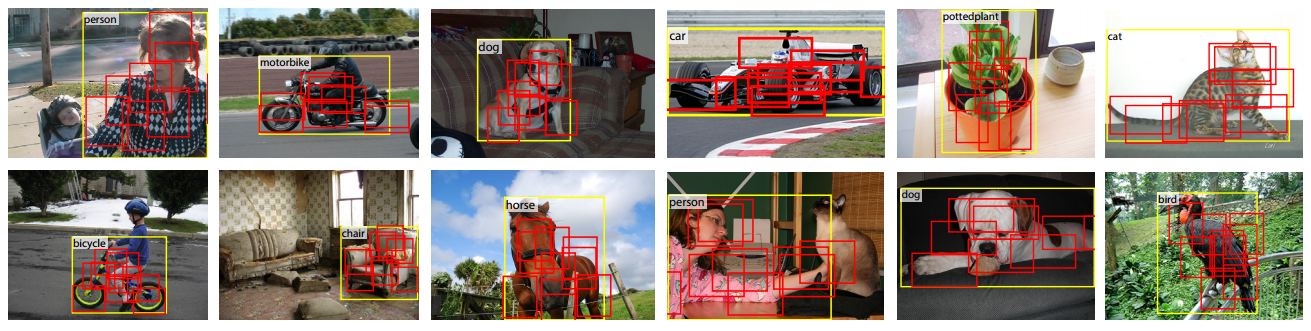 person
motorbike
dog
car
pottedplant
cat
bicycle
chair
horse
person
dog
bird